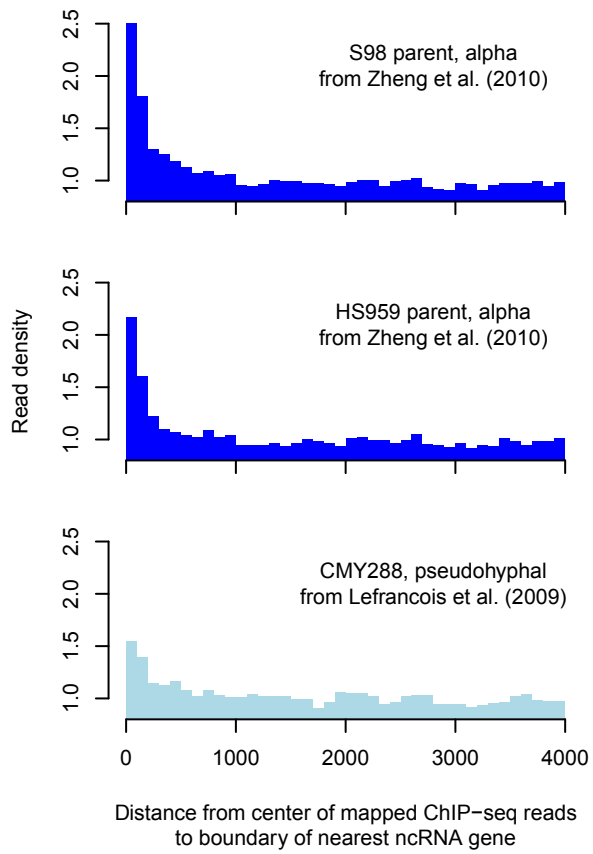 S98 parent, alpha
from Zheng et al. (2010)
2.5
2.0
1.5
1.0
0
1000
2000
3000
4000
HS959 parent, alpha
from Zheng et al. (2010)
2.5
2.0
1.5
1.0
Read density
CMY288, pseudohyphal
from Lefrancois et al. (2009)
2.5
2.0
1.5
1.0
Distance from center of mapped ChIP−seq reads
to boundary of nearest ncRNA gene